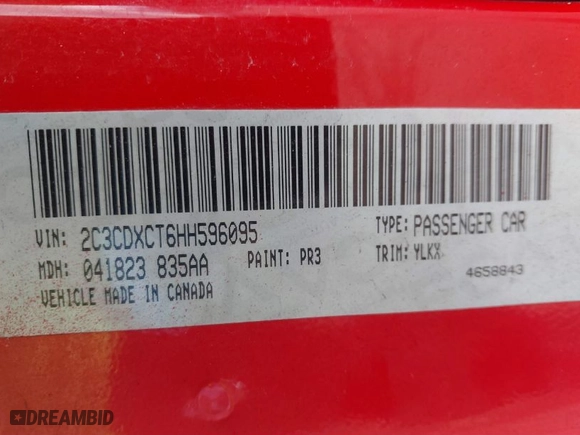 VIN: 2C3CDXCT6HH596095 TYPE: PASSENGER CAR
MDH: 041823 835AA PAINT: PR3 TRIM: YLKX
VEHICLE MADE IN CANADA 4658843
DREAMBID